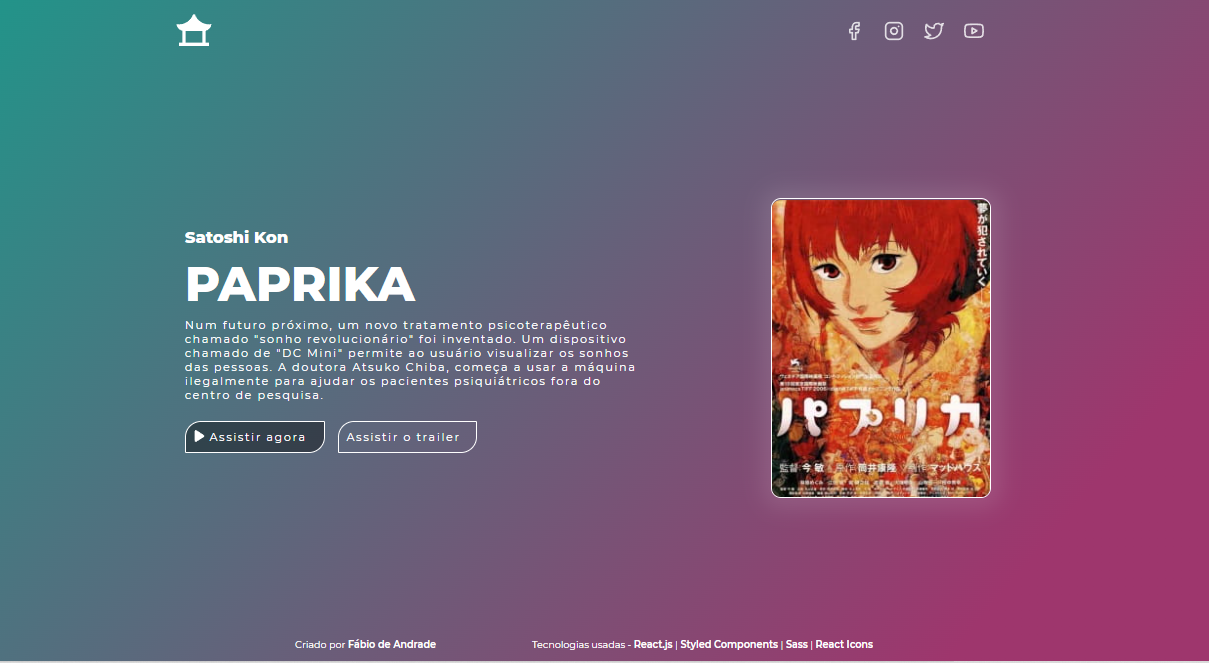 Satoshi Kon
PAPRIKA
Num futuro próximo, um novo tratamento psicoterapêutico
chamado "sonho revolucionário" foi inventado. Um dispositivo
chamado de "DC Mini" permite ao usuário visualizar os sonhos
das pessoas. A doutora Atsuko Chiba, começa a usar a máquina
ilegalmente para ajudar os pacientes psiquiátricos fora do
centro de pesquisa.
Assistir agora
Assistir o trailer
夢が犯されていく
パプリカ
監督 今 敏 原作 筒井康隆 マッドハウス
Criado por Fábio de Andrade
Tecnologias usadas - React.js | Styled Components | Sass | React Icons